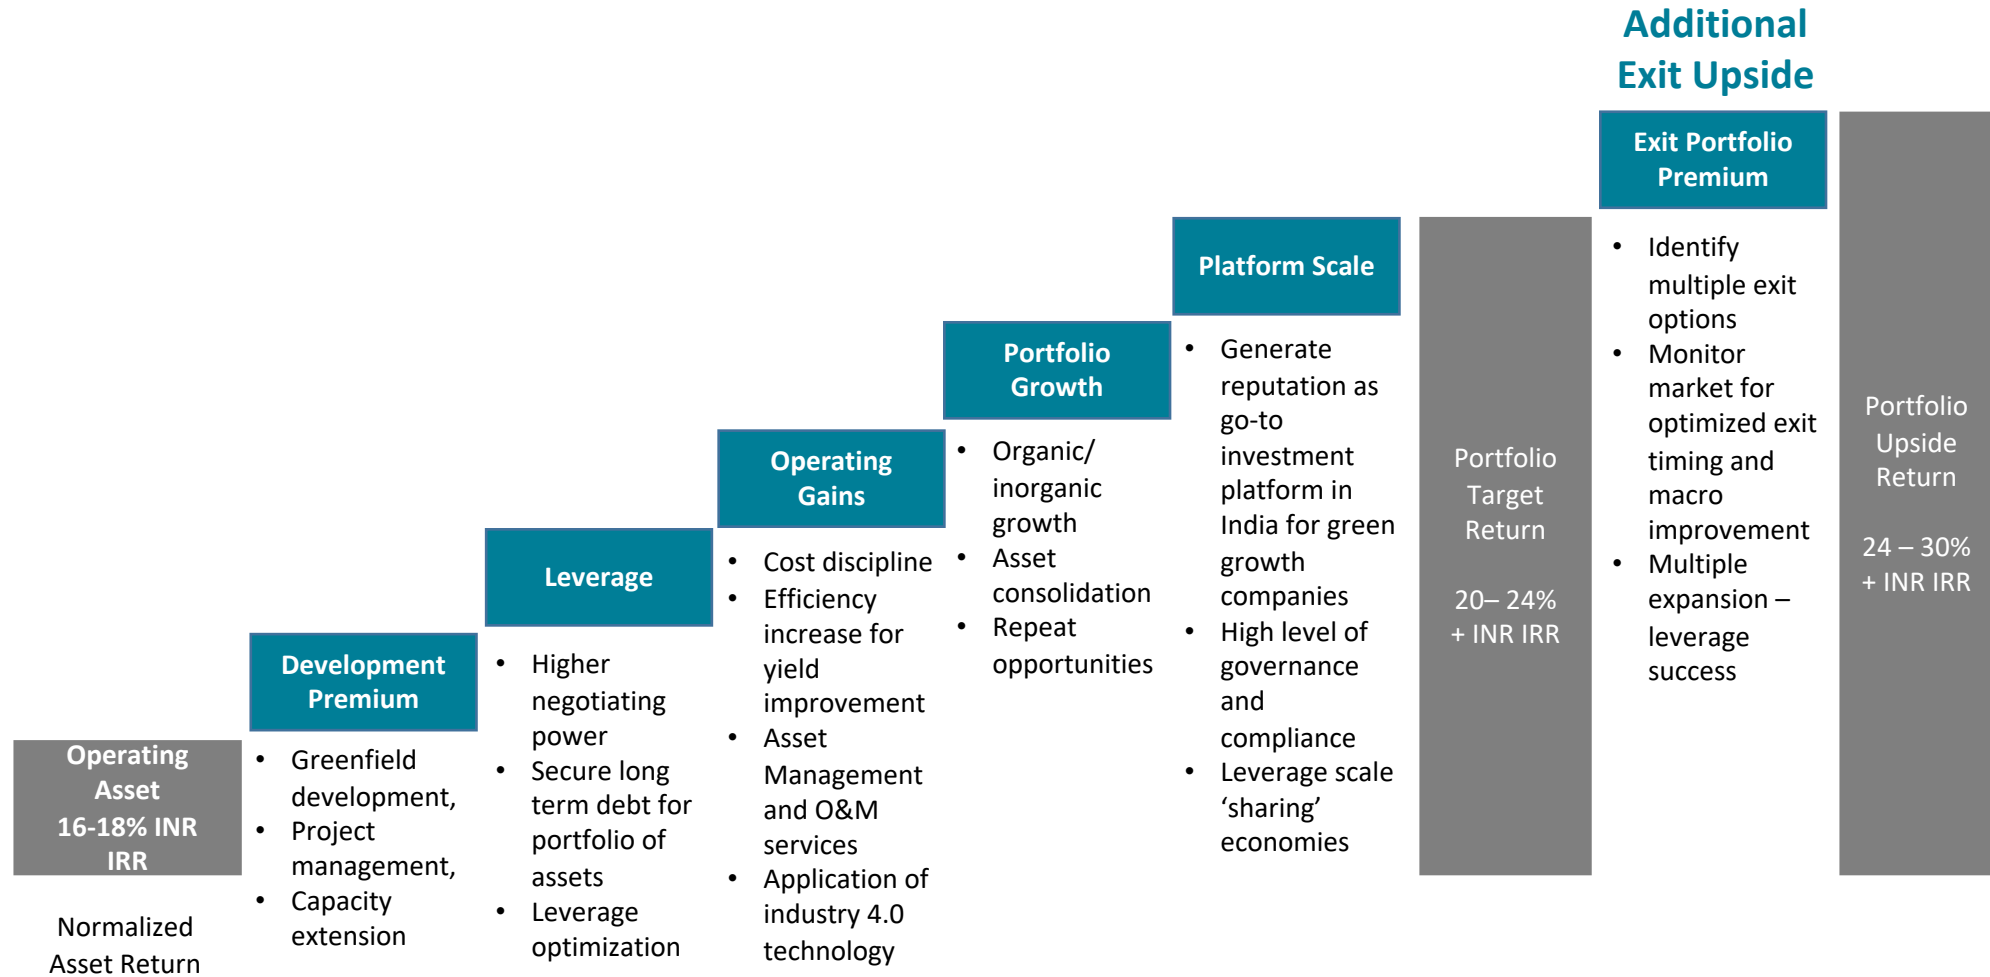 Operating
Asset
16-18% INR
IRR
Normalized
Asset Return
Development
Premium
• Greenfield
development,
• Project
management,
• Capacity
extension
Leverage
• Higher
negotiating
power
• Secure long
term debt for
portfolio of
assets
• Leverage
optimization
Operating
Gains
• Cost discipline
• Efficiency
increase for
yield
improvement
• Asset
Management
and O&M
services
• Application of
industry 4.0
technology
Portfolio
Growth
• Organic/
inorganic
growth
• Asset
consolidation
• Repeat
opportunities
Platform Scale
• Generate
reputation as
go-to
investment
platform in
India for green
growth
companies
• High level of
governance
and
compliance
• Leverage scale
‘sharing’
economies
Portfolio
Target
Return
20– 24%
+ INR IRR
Additional
Exit Upside
Exit Portfolio
Premium
• Identify
multiple exit
options
• Monitor
market for
optimized exit
timing and
macro
improvement
• Multiple
expansion –
leverage
success
Portfolio
Upside
Return
24 – 30%
+ INR IRR